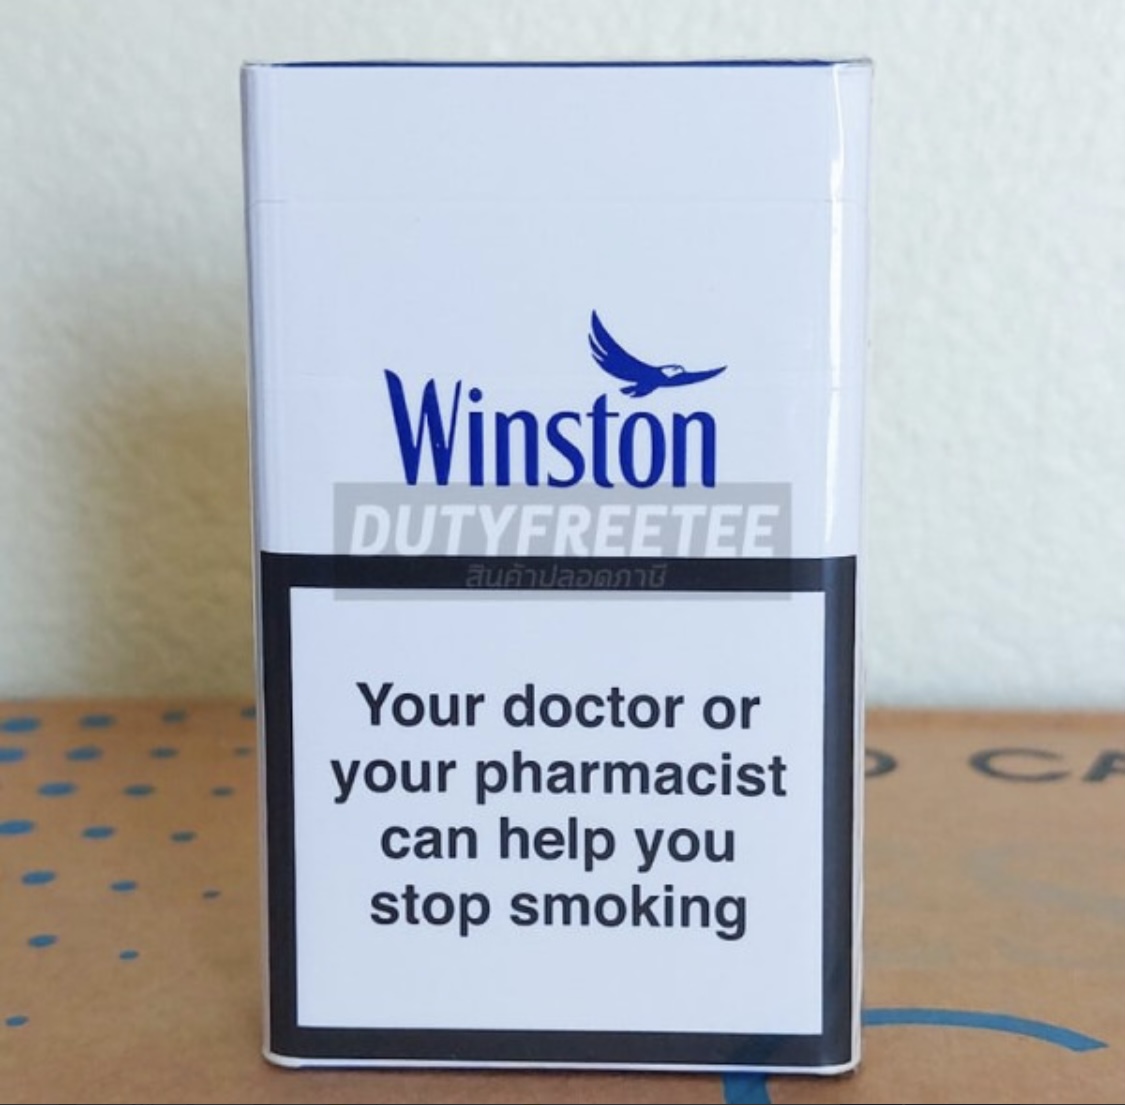 Winston
DUTYFREETEE
สินค้าปลอดภาษี
Your doctor or
your pharmacist
can help you
stop smoking
CA